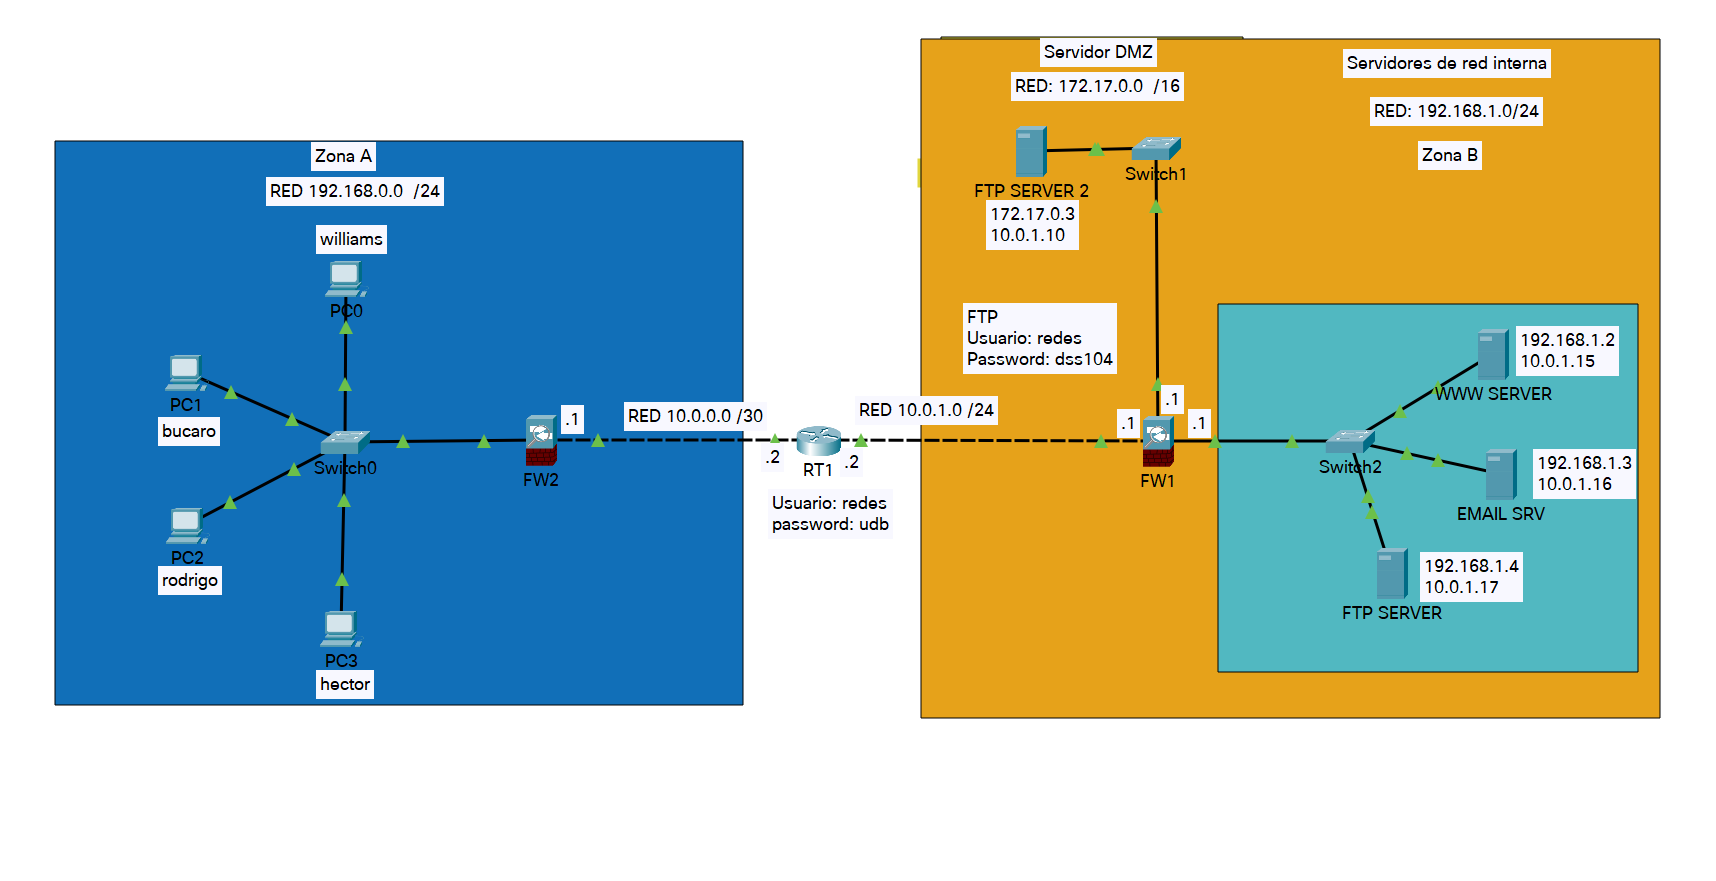 Servidor DMZ
RED: 172.17.0.0  /16
Servidores de red interna
RED: 192.168.1.0/24
Zona B
Zona A
RED 192.168.0.0  /24
williams
PC0
PC1
bucaro
Switch0
PC2
rodrigo
PC3
hector
.1
FW2
RED 10.0.0.0 /30
.2
RT1
.2
Usuario: redes
password: udb
RED 10.0.1.0 /24
FTP SERVER 2
172.17.0.3
10.0.1.10
Switch1
FTP
Usuario: redes
Password: dss104
.1
.1
.1
FW1
Switch2
192.168.1.2
10.0.1.15
WWW SERVER
192.168.1.3
10.0.1.16
EMAIL SRV
192.168.1.4
10.0.1.17
FTP SERVER